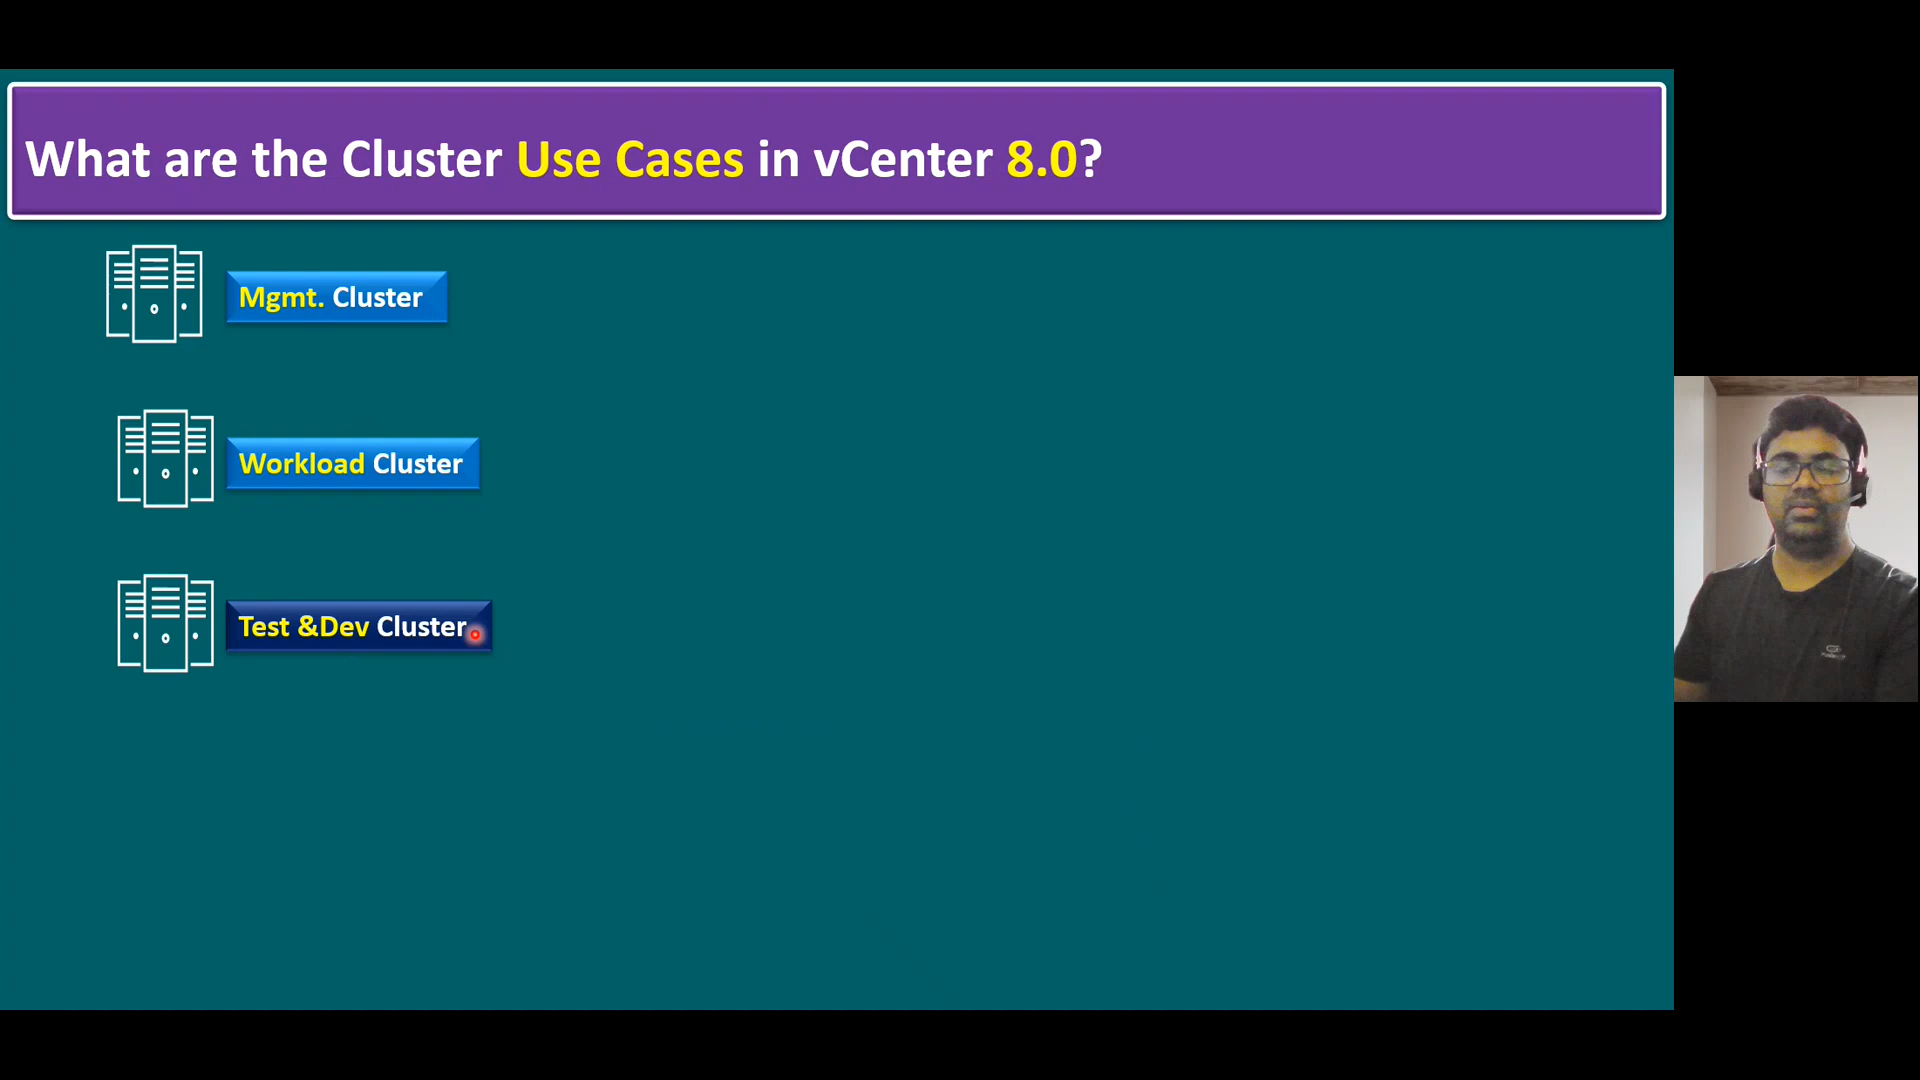 What are the Cluster Use Cases in vCenter 8.0?
Mgmt. Cluster
Workload Cluster
Test &Dev Cluster